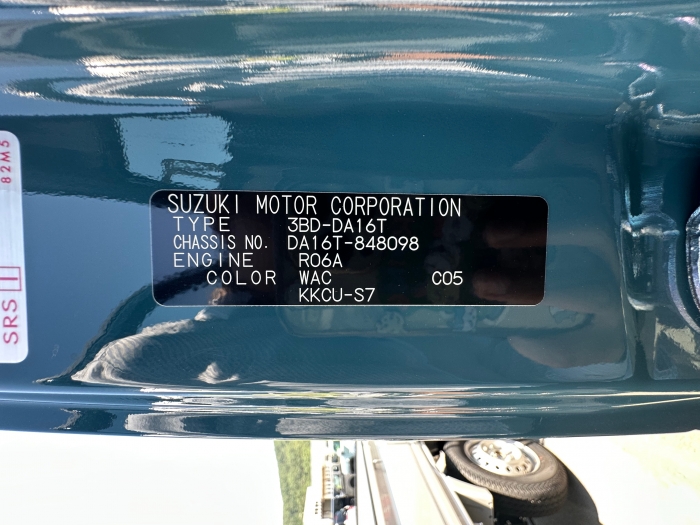 SUZUKI MOTOR CORPORATION
TYPE 3BD-DA16T
CHASSIS NO. DA16T-848098
ENGINE R06A
COLOR WAC C05
KKCU-S7
SRS
82M5